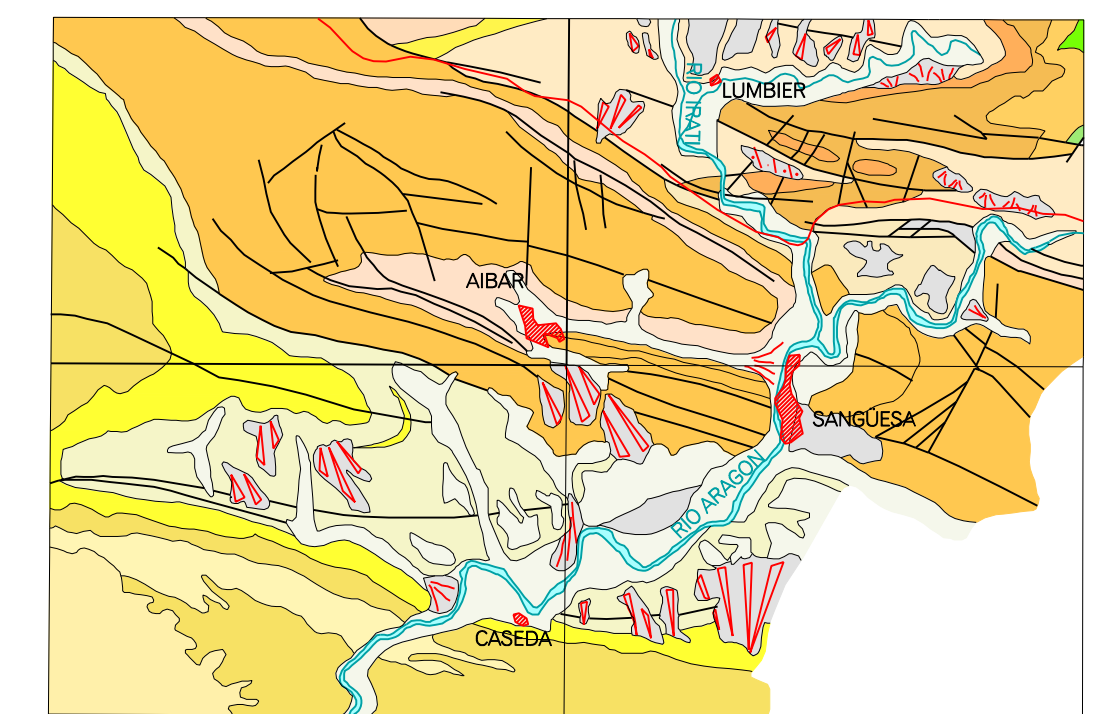 RIO IRATI
LUMBIER
AIBAR
SANGÜESA
RIO ARAGON
CASEDA